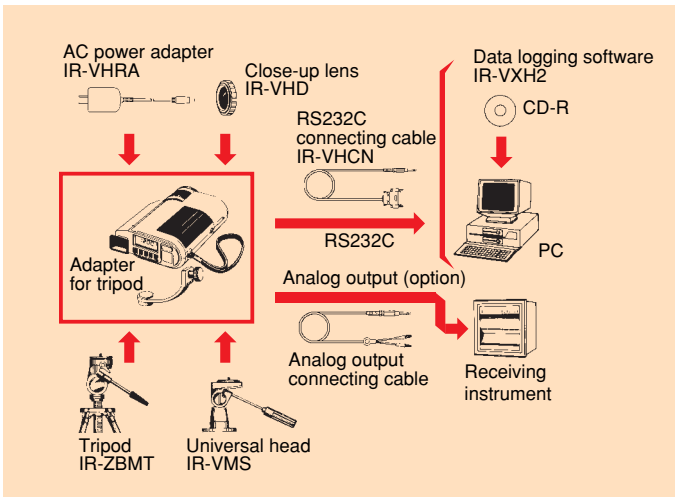 AC power adapter
IR-VHRA
Close-up lens
IR-VHD
Data logging software
IR-VXH2
CD-R
RS232C
connecting cable
IR-VHCN
RS232C
PC
Adapter
for tripod
Analog output (option)
Analog output
connecting cable
Receiving
instrument
Tripod
IR-ZBMT
Universal head
IR-VMS